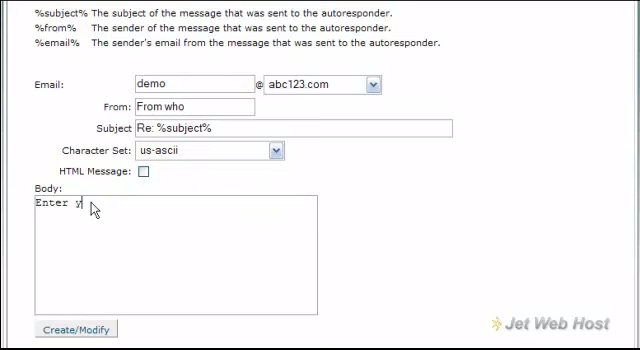 %subject% The subject of the message that was sent to the autoresponder.
%from% The sender of the message that was sent to the autoresponder.
%email% The sender's email from the message that was sent to the autoresponder.
Email: demo @ abc123.com
From: From who
Subject Re: %subject%
Character Set: us-ascii
HTML Message:
Body:
Enter y
Create/Modify
Jet Web Host